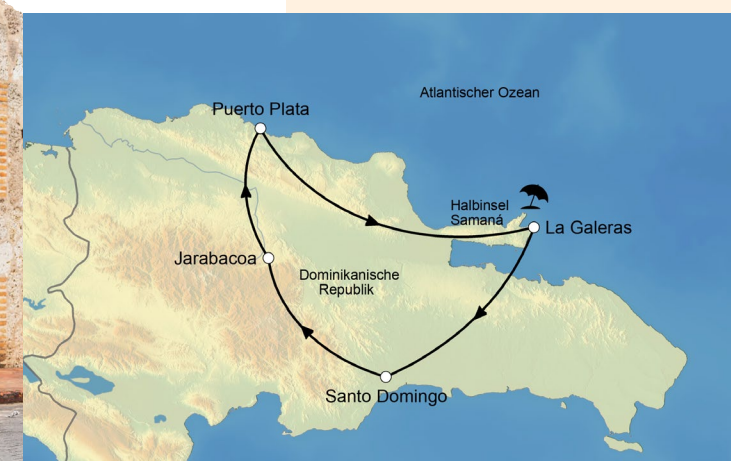 Atlantischer Ozean
Puerto Plata
Halbinsel
Samaná
La Galeras
Jarabacoa
Dominikanische
Republik
Santo Domingo